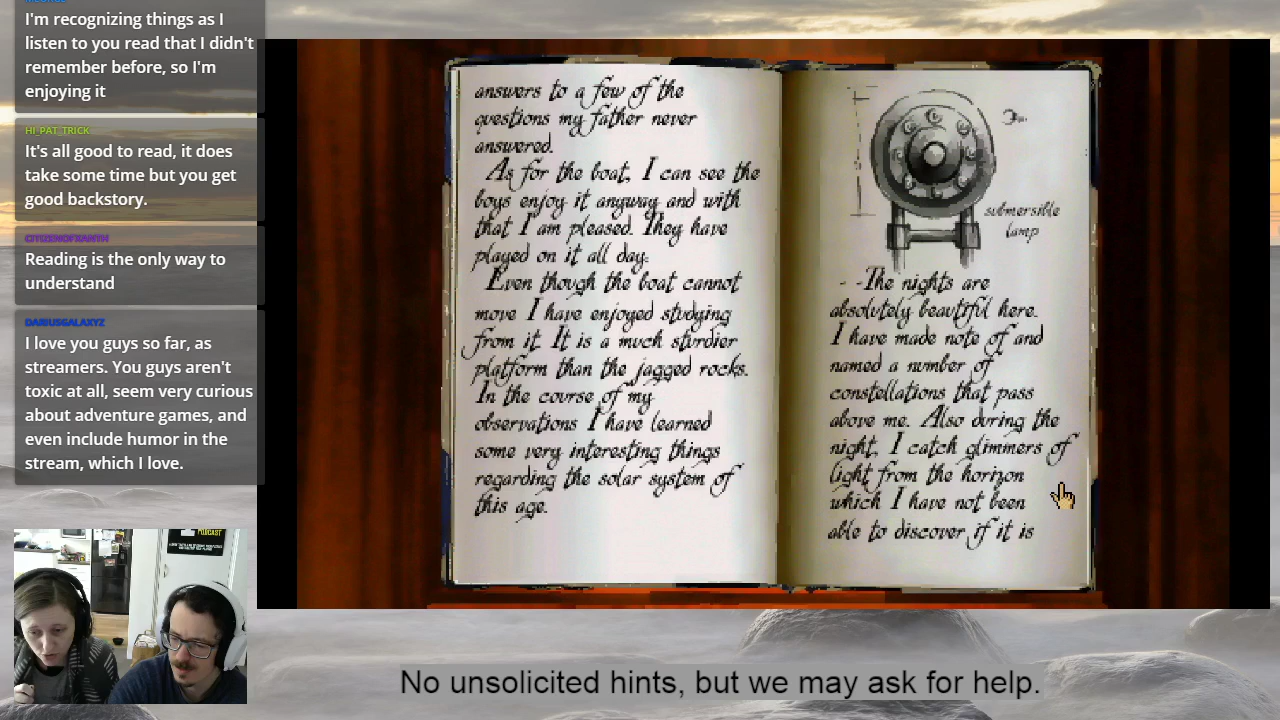 I'm recognizing things as I
listen to you read that I didn't
remember before, so I'm
enjoying it
HI_PAT_TRICK
It's all good to read, it does
take some time but you get
good backstory.
Reading is the only way to
understand
DARIUSGALAXYZ
I love you guys so far, as
streamers. You guys aren't
toxic at all, seem very curious
about adventure games, and
even include humor in the
stream, which I love.
PODCAST
answers to a few of the
questions my father never
answered.
As for the boat, I can see the
boys enjoy it anyway and with
that I am pleased. They have
played on it all day.
Even though the boat cannot
move I have enjoyed studying
from it. It is a much sturdier
platform than the jagged rocks.
In the course of my
observations I have learned
some very interesting things
regarding the solar system of
this age.
submersible
lamp
- -The nights are
absolutely beautiful here.
I have made note of and
named a number of
constellations that pass
above me. Also during the
night, I catch glimmers of
light from the horizon
which I have not been
able to discover if it is
No unsolicited hints, but we may ask for help.